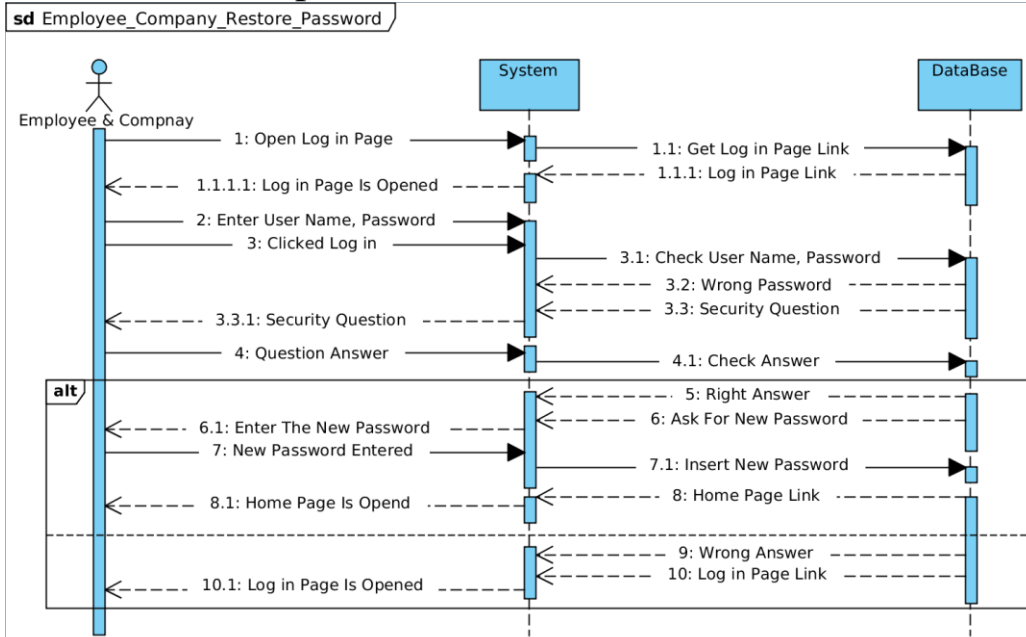 sd Employee_Company_Restore_Password
System
DataBase
Employee & Compnay
1: Open Log in Page
1.1: Get Log in Page Link
1.1.1: Log in Page Link
1.1.1.1: Log in Page Is Opened
2: Enter User Name, Password
3: Clicked Log in
3.1: Check User Name, Password
3.2: Wrong Password
3.3: Security Question
3.3.1: Security Question
4: Question Answer
4.1: Check Answer
alt
5: Right Answer
6: Ask For New Password
6.1: Enter The New Password
7: New Password Entered
7.1: Insert New Password
8: Home Page Link
8.1: Home Page Is Opend
9: Wrong Answer
10: Log in Page Link
10.1: Log in Page Is Opened